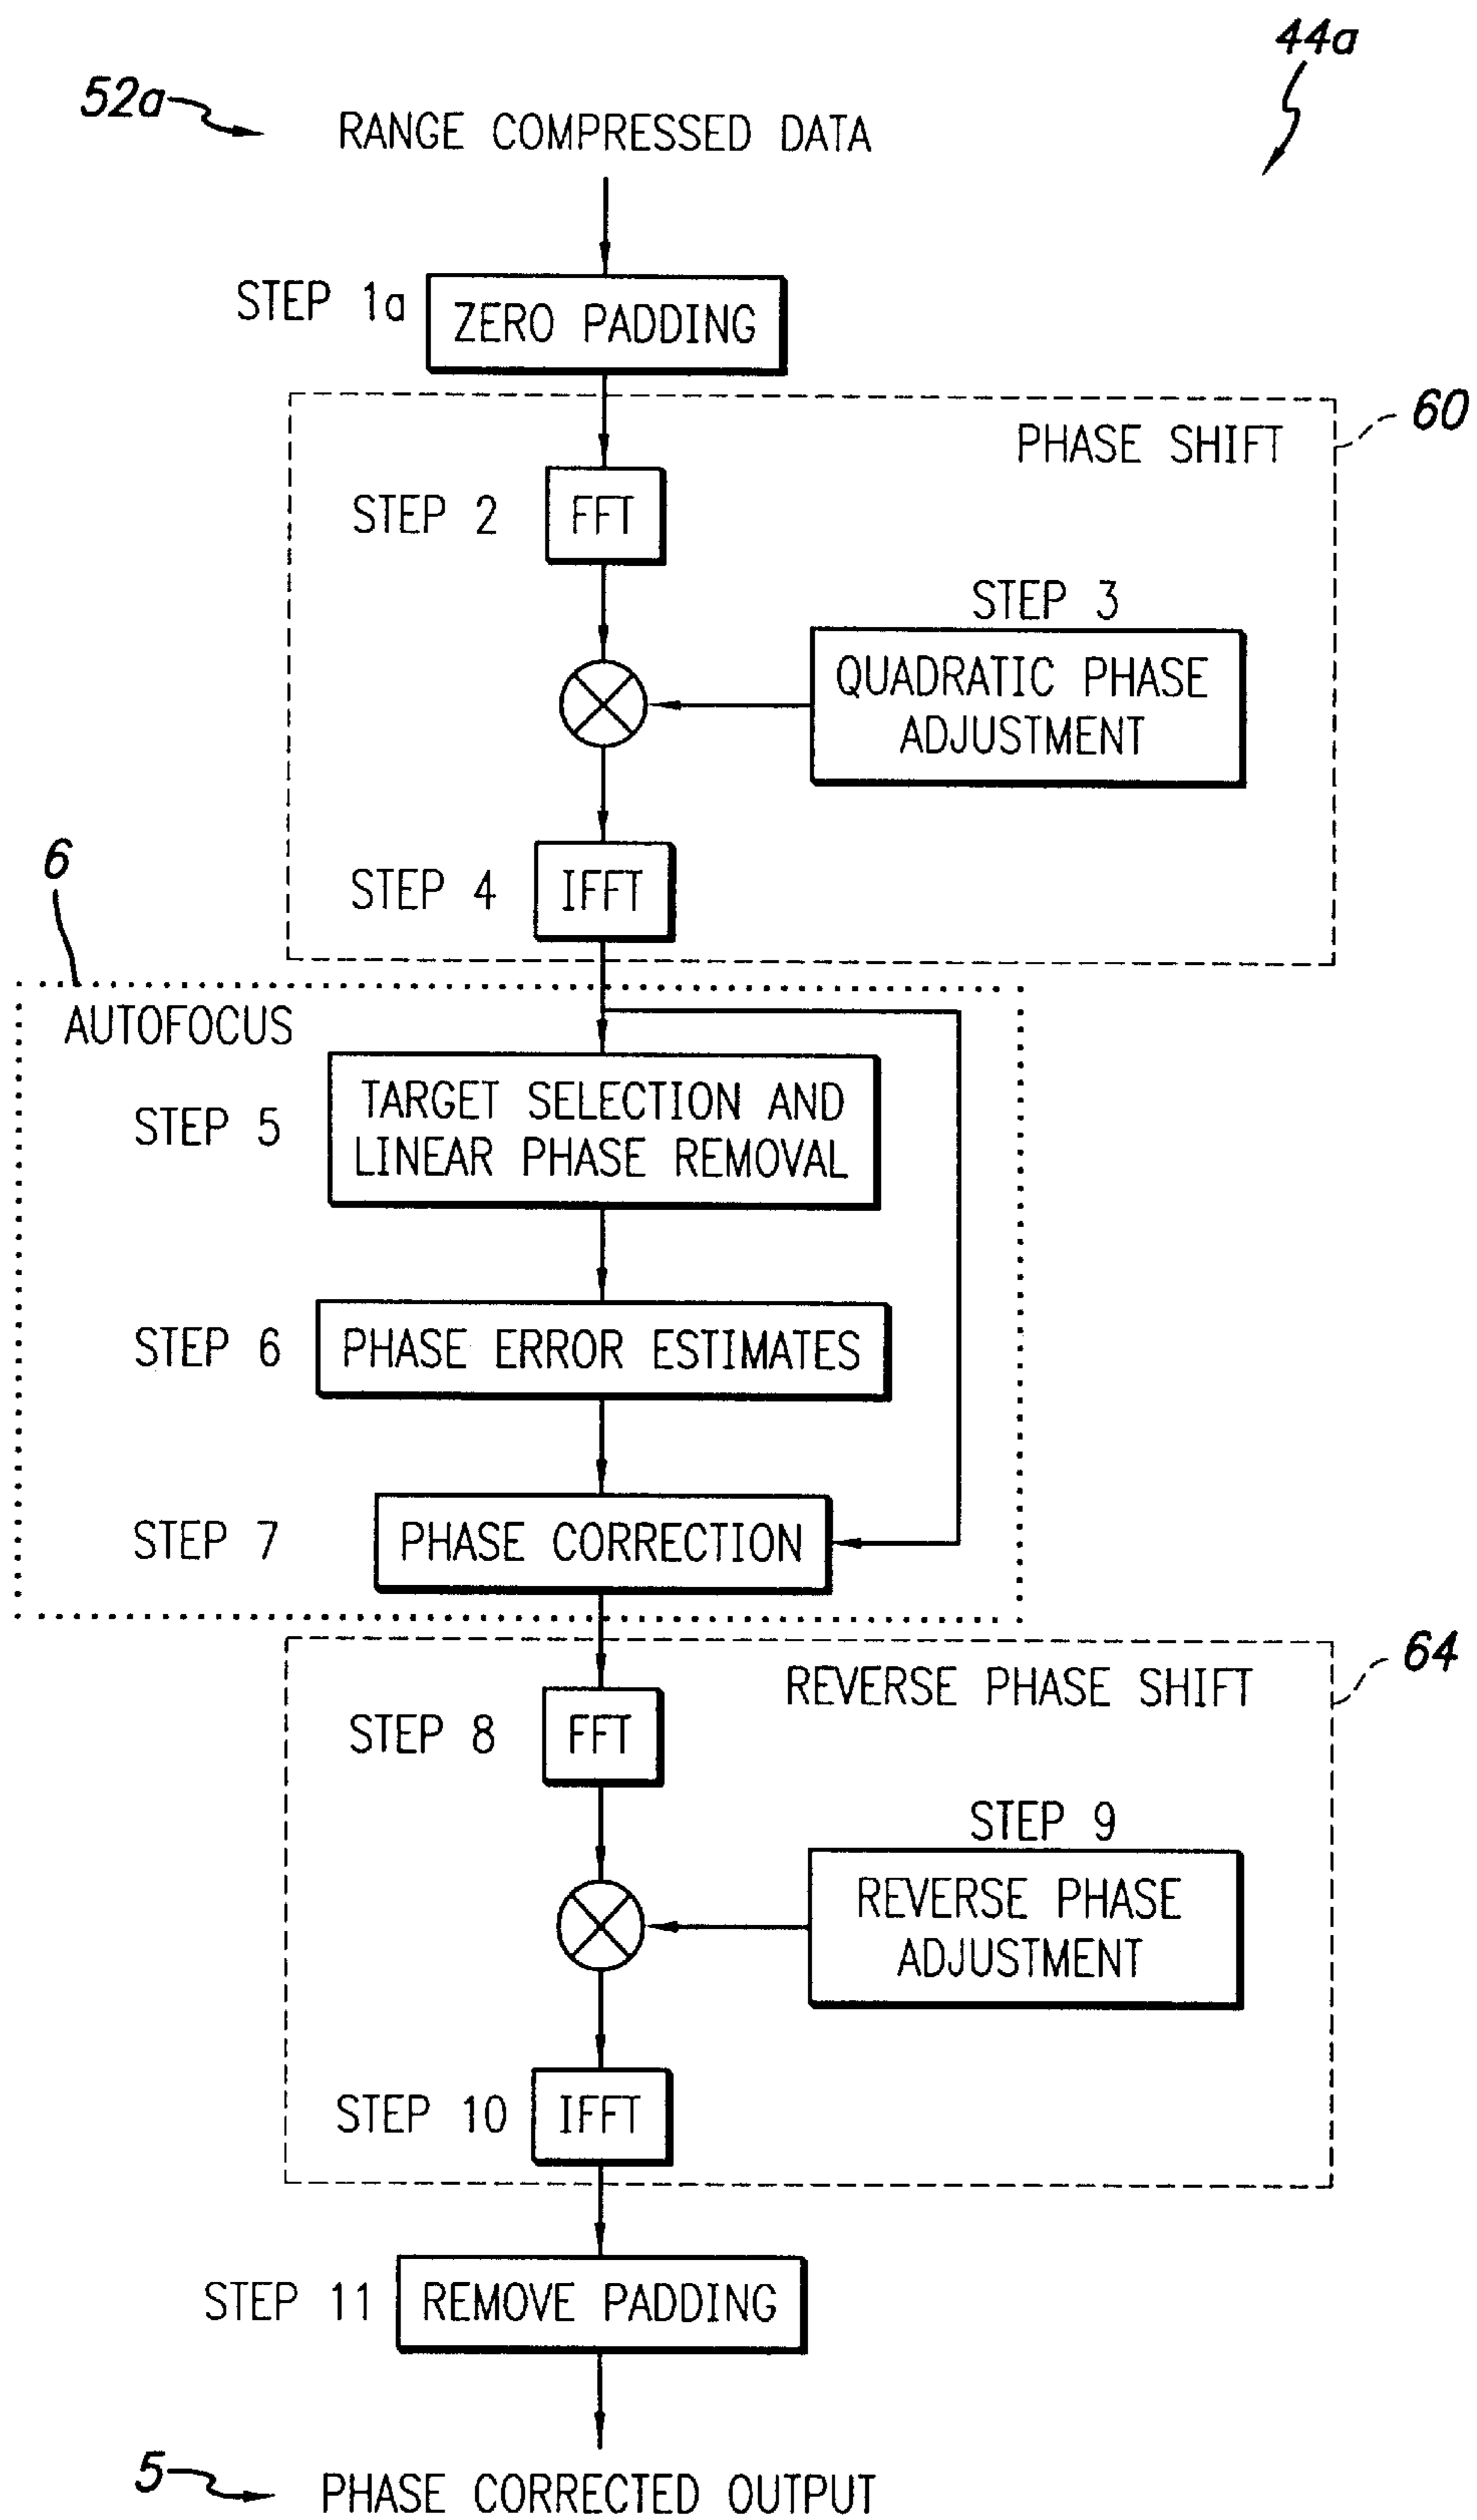 44a
52a
RANGE COMPRESSED DATA
STEP 1a
ZERO PADDING
60
PHASE SHIFT
STEP 2
FFT
STEP 3
QUADRATIC PHASE
ADJUSTMENT
6
STEP 4
IFFT
AUTOFOCUS
STEP 5
TARGET SELECTION AND
LINEAR PHASE REMOVAL
STEP 6
PHASE ERROR ESTIMATES
STEP 7
PHASE CORRECTION
64
REVERSE PHASE SHIFT
STEP 8
FFT
STEP 9
REVERSE PHASE
ADJUSTMENT
STEP 10
IFFT
STEP 11
REMOVE PADDING
5
PHASE CORRECTED OUTPUT